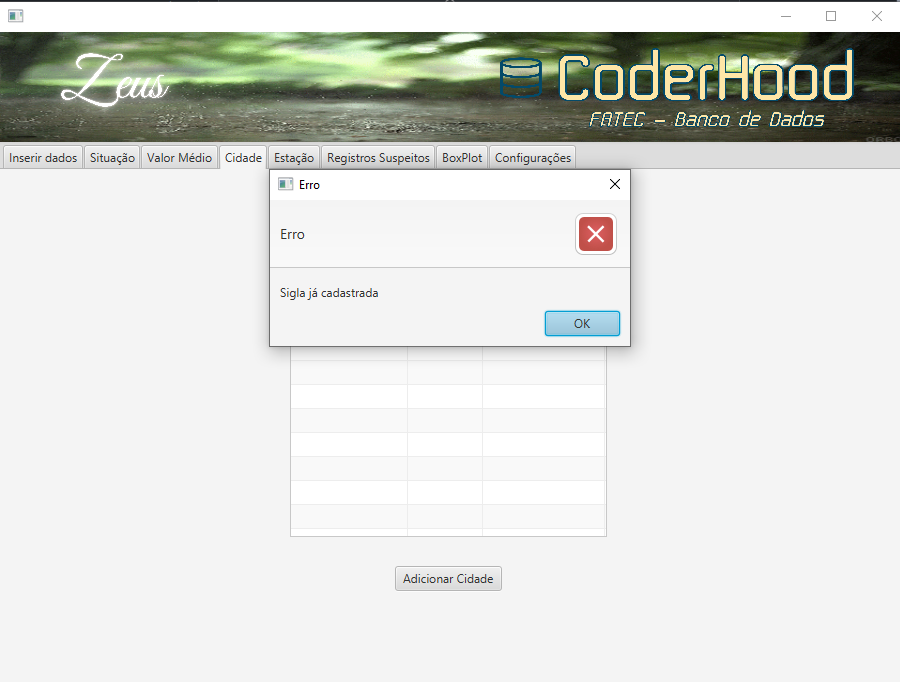 Zeus
CoderHood
FATEC - Banco de Dados
Inserir dados Situação Valor Médio Cidade Estação Registros Suspeitos BoxPlot Configurações
Erro
Erro
Sigla já cadastrada
OK
Adicionar Cidade